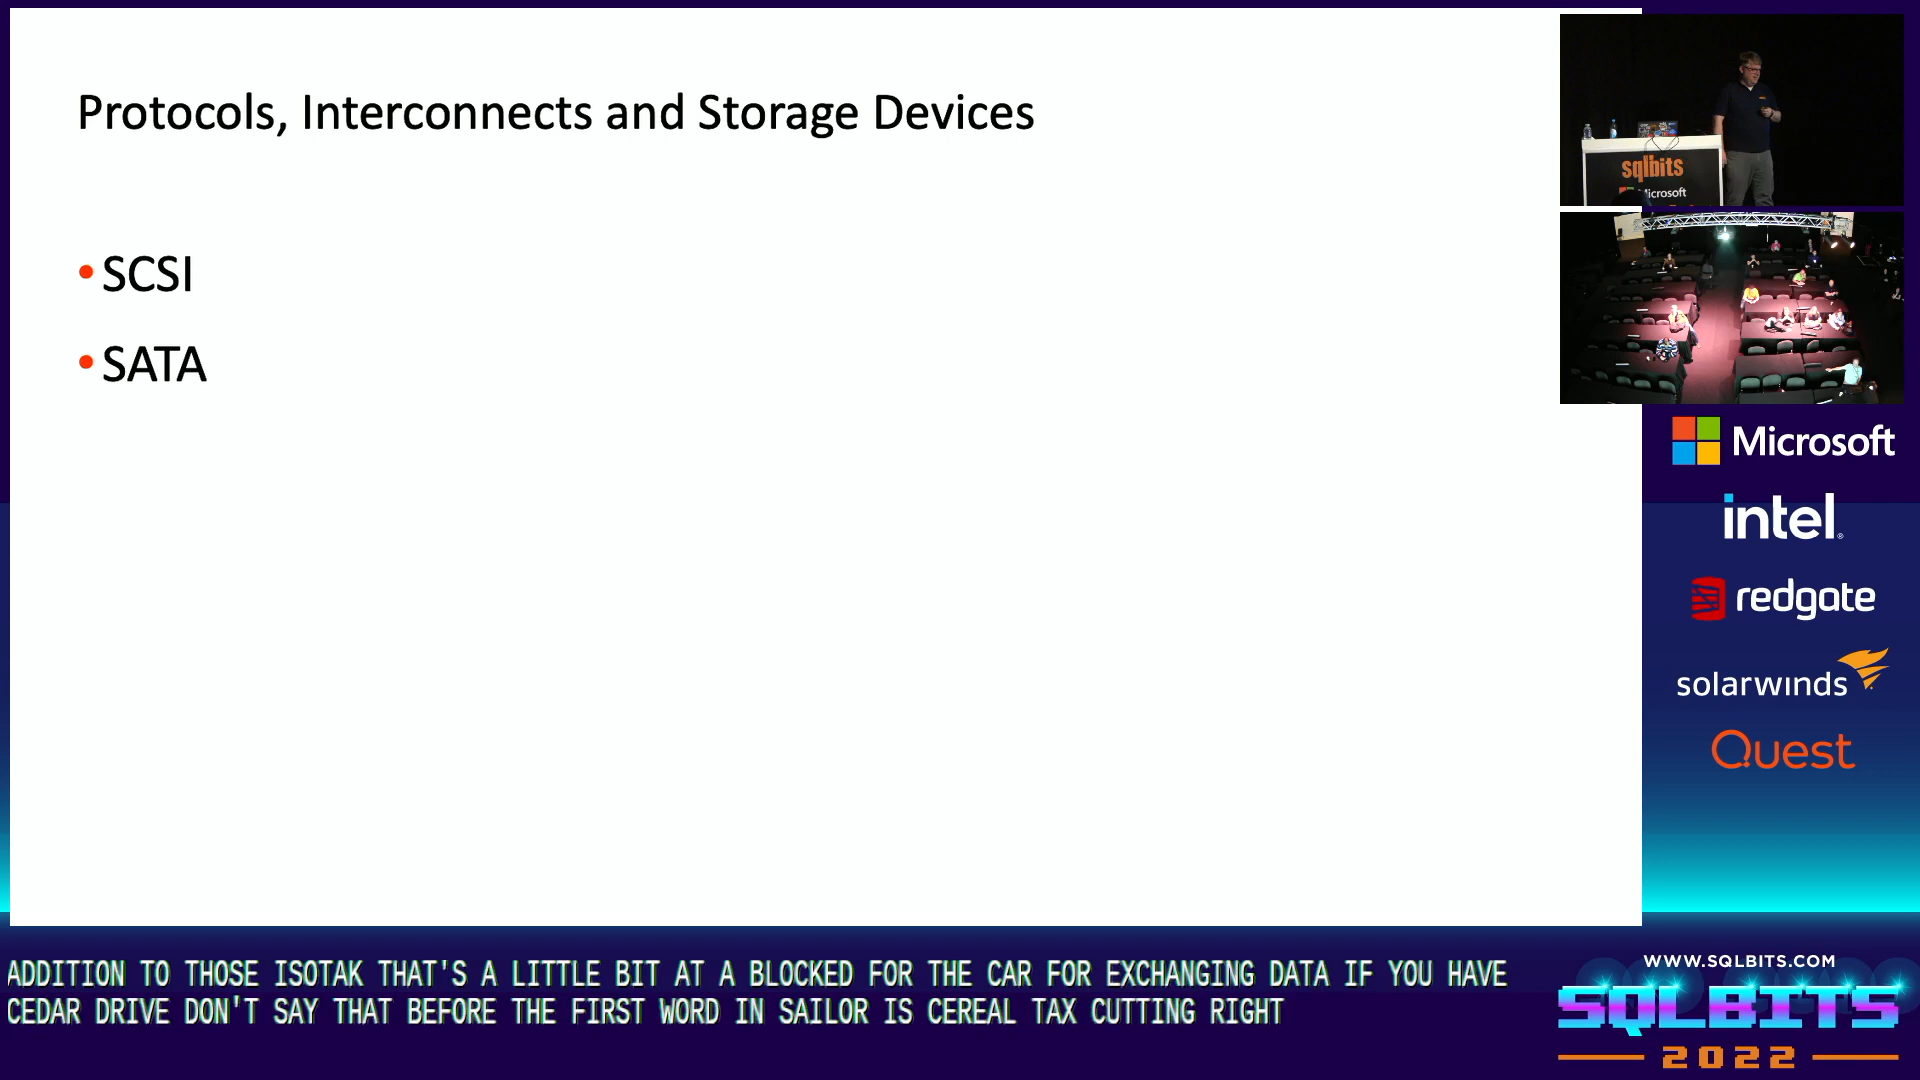 Protocols, Interconnects and Storage Devices
• SCSI
• SATA
sqlbits
Microsoft
Microsoft
intel
redgate
solarwinds
Quest
ADDITION TO THOSE ISOTAK THAT'S A LITTLE BIT AT A BLOCKED FOR THE CAR FOR EXCHANGING DATA IF YOU HAVE
CEDAR DRIVE DON'T SAY THAT BEFORE THE FIRST WORD IN SAILOR IS CEREAL TAX CUTTING RIGHT
WWW.SQLBITS.COM
SQLBITS
2022